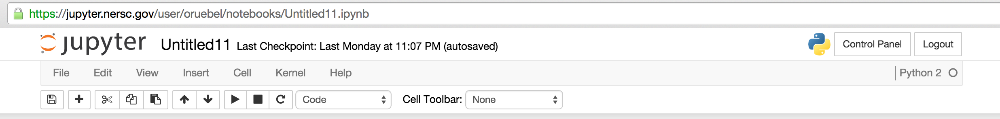 https://jupyter.nersc.gov/user/oruebel/notebooks/Untitled11.ipynb
jupyter Untitled11 Last Checkpoint: Last Monday at 11:07 PM (autosaved) Control Panel Logout
File Edit View Insert Cell Kernel Help Python 2
Code Cell Toolbar: None